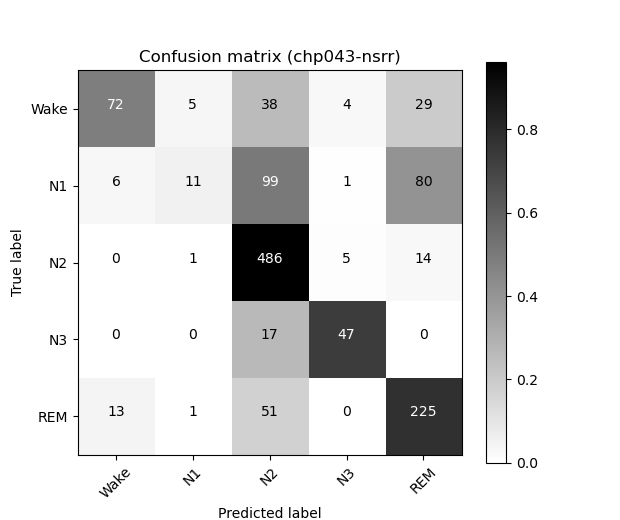 Confusion matrix (chp043-nsrr)
True label
Wake 72 5 38 4 29
N1 6 11 99 1 80
N2 0 1 486 5 14
N3 0 0 17 47 0
REM 13 1 51 0 225
Wake N1 N2 N3 REM
Predicted label
0.8
0.6
0.4
0.2
0.0